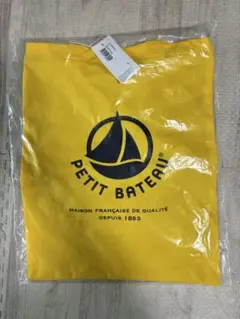 PETIT BATEAU
MAISON FRANÇAISE DE QUALITÉ
DEPUIS 1893